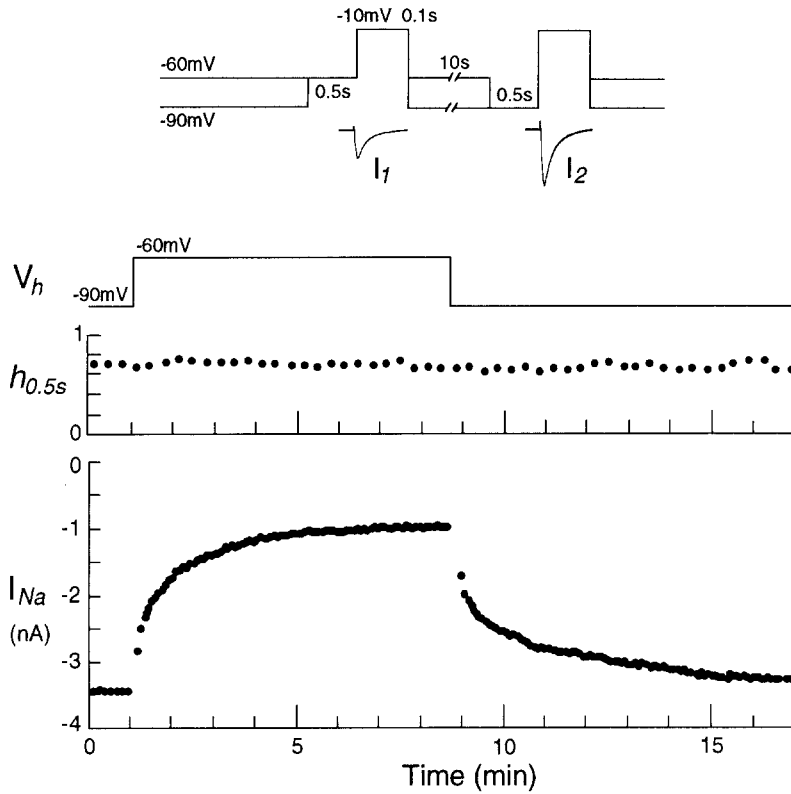 -10mV 0.1s
-60mV
10s
0.5s
0.5s
-90mV
I1
I2
-60mV
Vh
-90mV
1
h0.5s
0
0
-1
-2
INa
(nA)
-3
-4
0
5
10
15
Time (min)